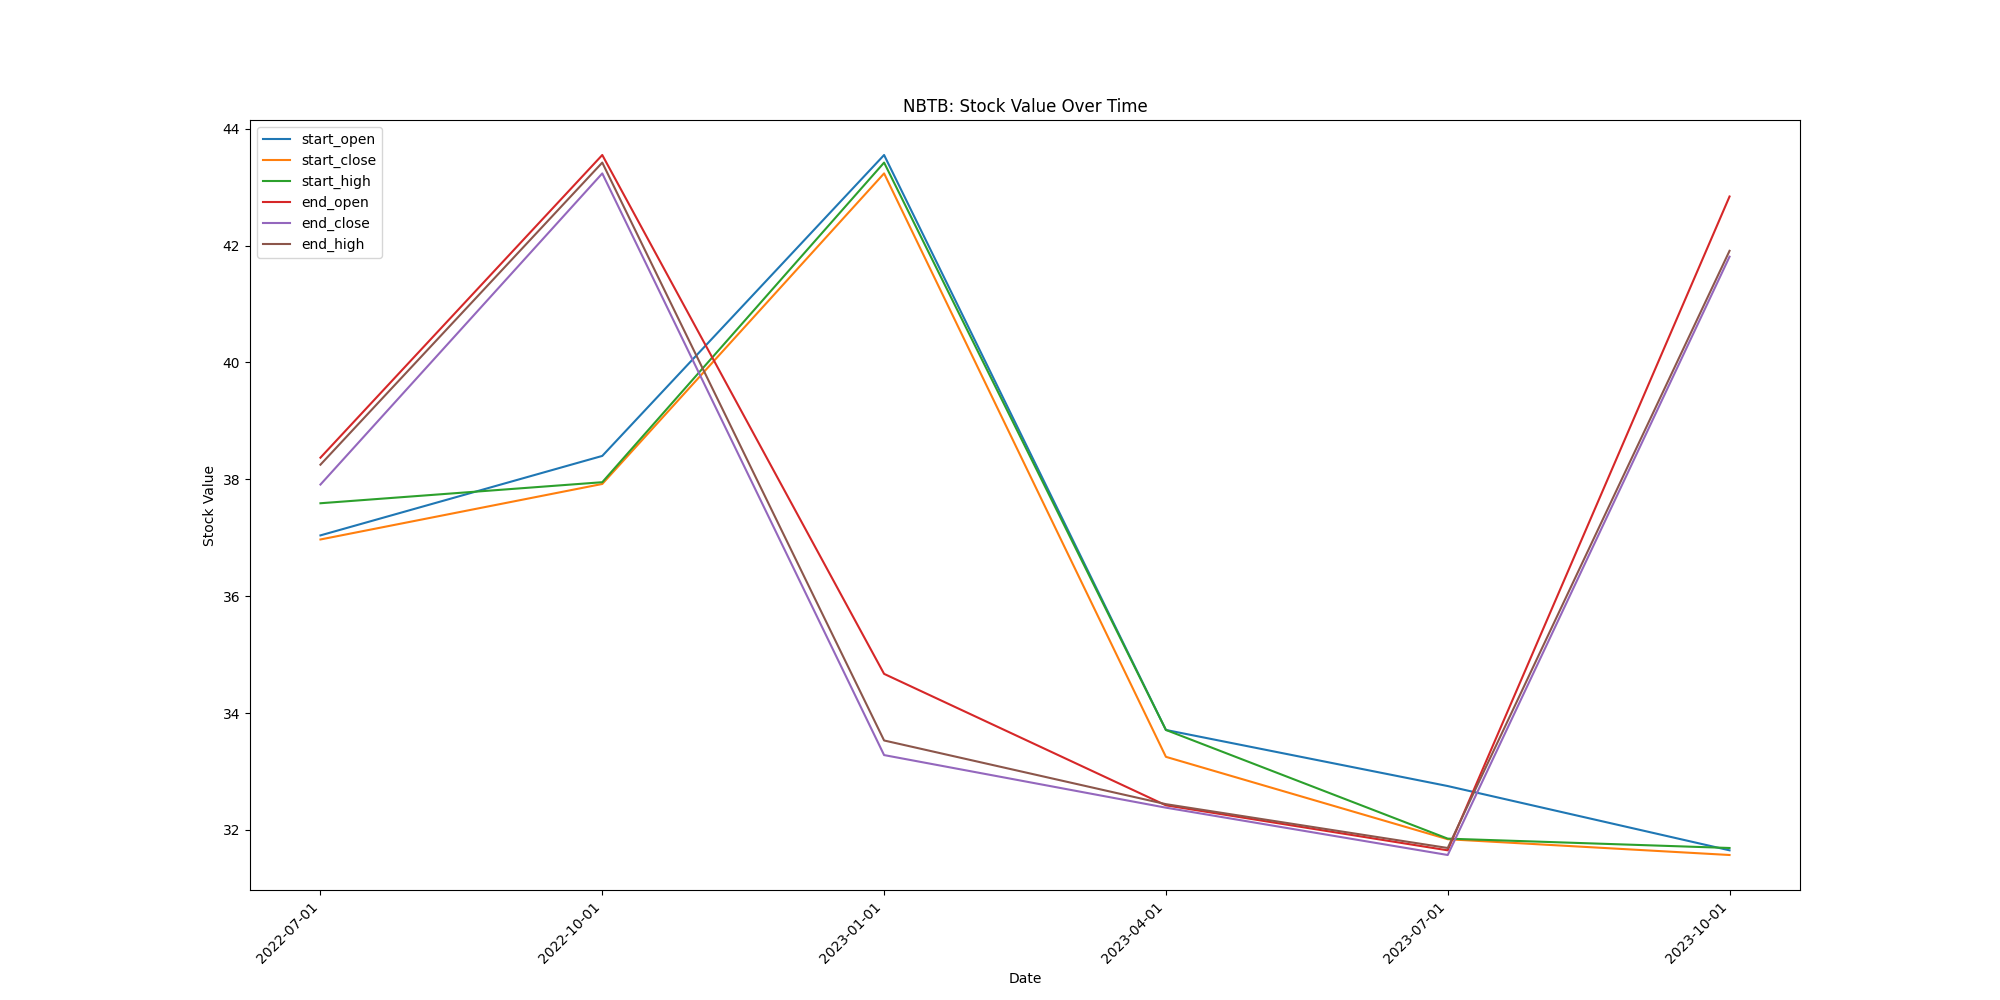 NBTB: Stock Value Over Time
start_open
start_close
start_high
end_open
end_close
end_high
44
42
40
38
36
34
32
Stock Value
2022-07-01
2022-10-01
2023-01-01
2023-04-01
2023-07-01
2023-10-01
Date